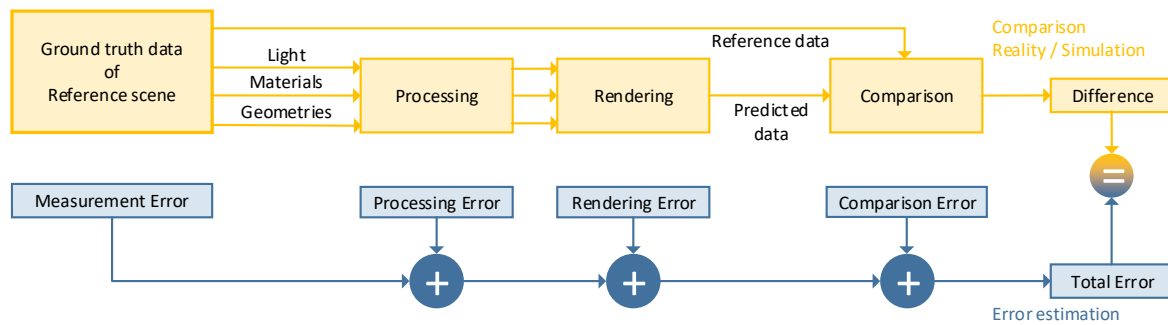 Ground truth data
of
Reference scene
Light
Materials
Geometries
Processing
Rendering
Reference data
Predicted
data
Comparison
Comparison
Reality / Simulation
Difference
=
Measurement Error
Processing Error
Rendering Error
Comparison Error
+
+
+
Total Error
Error estimation